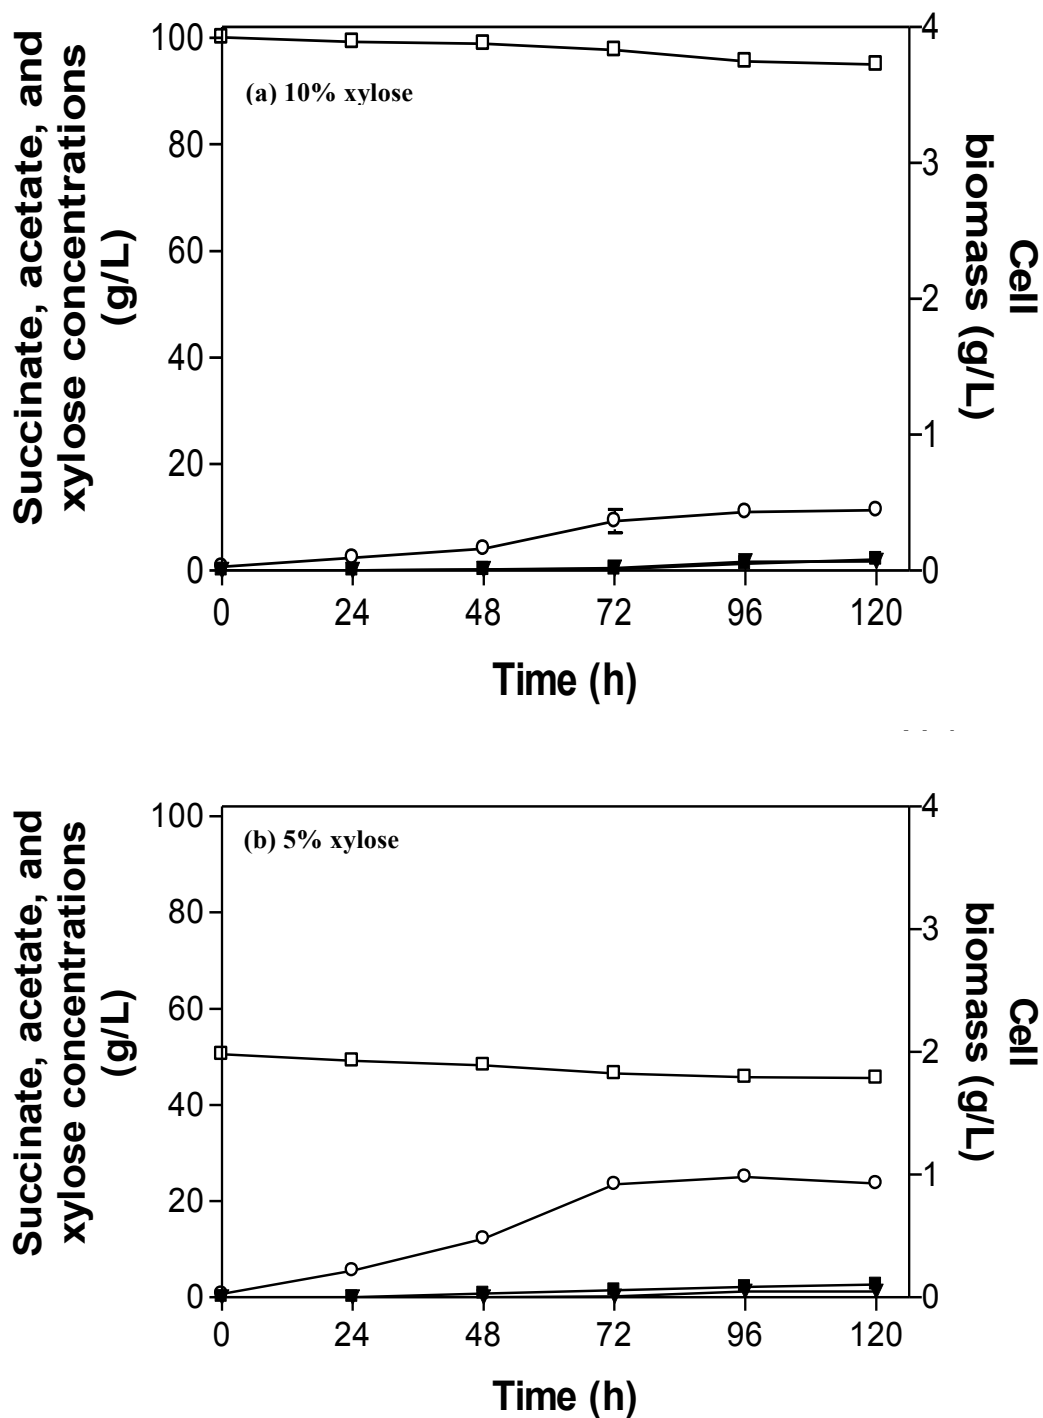 Succinate, acetate, and
xylose concentrations
(g/L)
100
80
60
40
20
0
(a) 10% xylose
4
3
2
1
0
Cell
biomass (g/L)
0 24 48 72 96 120
Time (h)
Succinate, acetate, and
xylose concentrations
(g/L)
100
80
60
40
20
0
(b) 5% xylose
4
3
2
1
0
Cell
biomass (g/L)
0 24 48 72 96 120
Time (h)